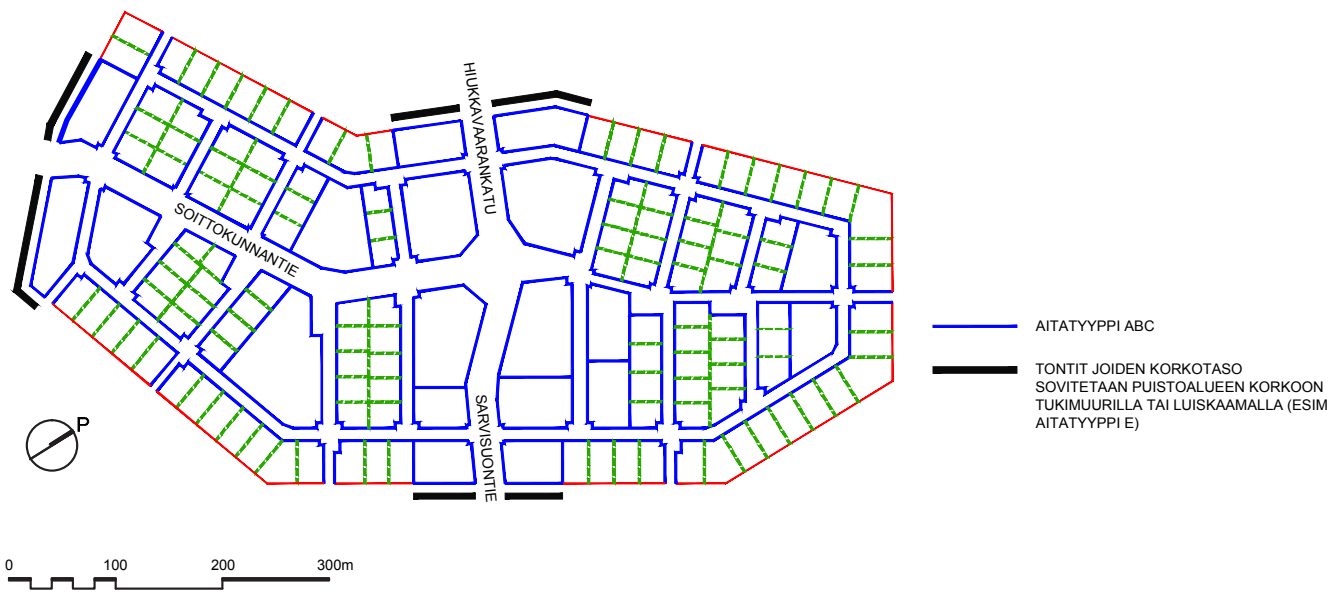 HIUKKAVAARANKATU
SOITTOKUNNANTIE
SARVISUONTIE
AITATYYPPI ABC
TONTIT JOIDEN KORKOTASO
SOVITETAAN PUISTOALUEEN KORKOON
TUKIMUURILLA TAI LUISKAAMALLA (ESIM
AITATYYPPI E)
P
0 100 200 300m